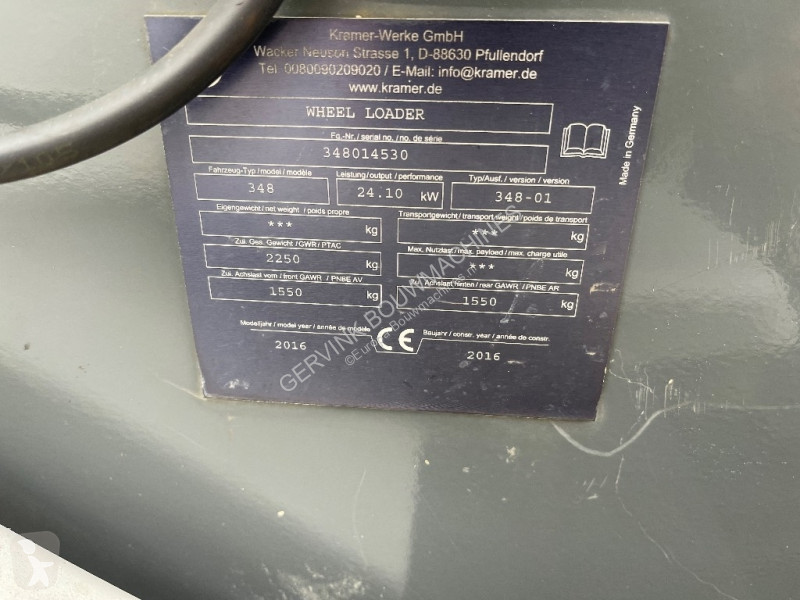 Kramer-Werke GmbH
Wacker Neuson Strasse 1, D-88630 Pfullendorf
Tel. 0080090209020 / E-Mail: info@kramer.de
www.kramer.de
WHEEL LOADER
Fg.-Nr. / serial no. / no. de série
348014530
Made in Germany
Fahrzeug-Typ / model / modèle Leistung / output / performance Typ/Ausf. / version / version
348 24.10 kW 348-01
Eigengewicht / net weight / poids propre Transportgewicht / transport weight / poids de transport
*** kg *** kg
Zul. Ges. Gewicht / GWR / PTAC Max. Nutzlast / max. payload / max. charge utile
2250 kg *** kg
Zul. Achslast vorn / front GAWR / PNBE AV Achslast hinten / rear GAWR / PNBE AR
1550 kg 1550 kg
Modelljahr / model year / année de modèle Baujahr / constr. year / année de constr.
2016 CE 2016
GERVINK BOUWMACHINES